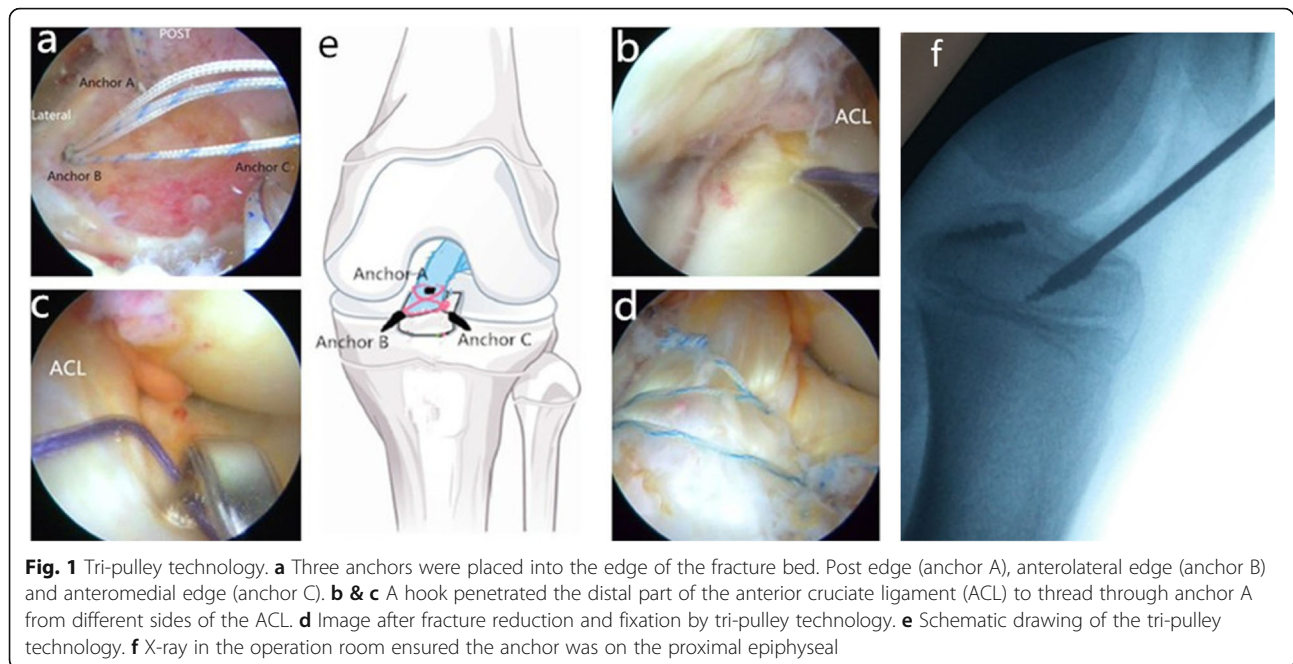 a
POST
Anchor A
Lateral
Anchor B
Anchor C
e
Anchor A
Anchor B
Anchor C
b
ACL
f
c
ACL
d
Fig. 1 Tri-pulley technology. a Three anchors were placed into the edge of the fracture bed. Post edge (anchor A), anterolateral edge (anchor B)
and anteromedial edge (anchor C). b & c A hook penetrated the distal part of the anterior cruciate ligament (ACL) to thread through anchor A
from different sides of the ACL. d Image after fracture reduction and fixation by tri-pulley technology. e Schematic drawing of the tri-pulley
technology. f X-ray in the operation room ensured the anchor was on the proximal epiphyseal